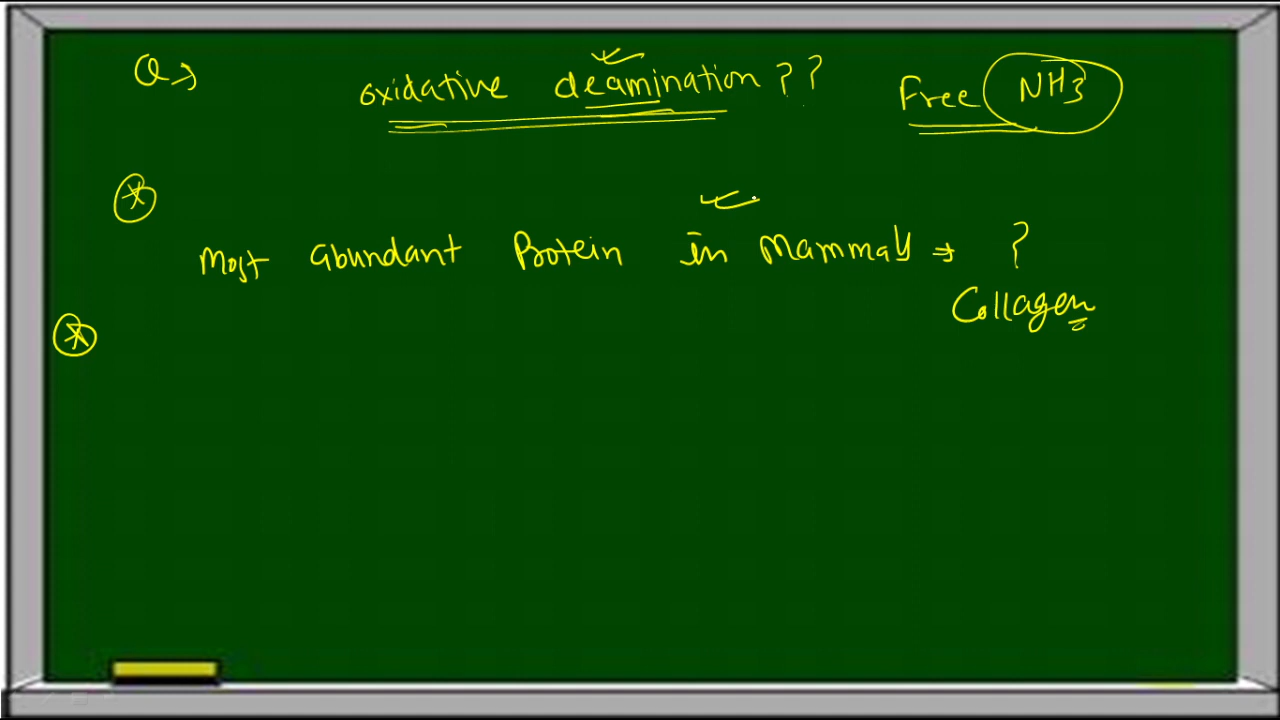 Q→ oxidative deamination ?? Free NH3
* Most abundant Protein in Mammals → ?
Collagen
*